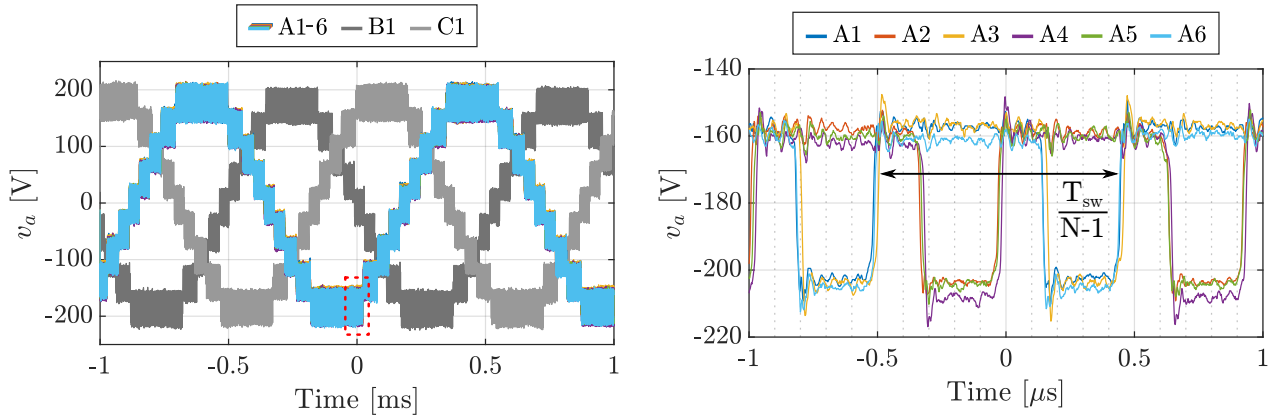 A1-6 B1 C1
200
100
0
-100
-200
v_a [V]
-1 -0.5 0 0.5 1
Time [ms]
A1 A2 A3 A4 A5 A6
-140
-160
-180
-200
-220
v_a [V]
T_sw
N-1
-1 -0.5 0 0.5 1
Time [μs]